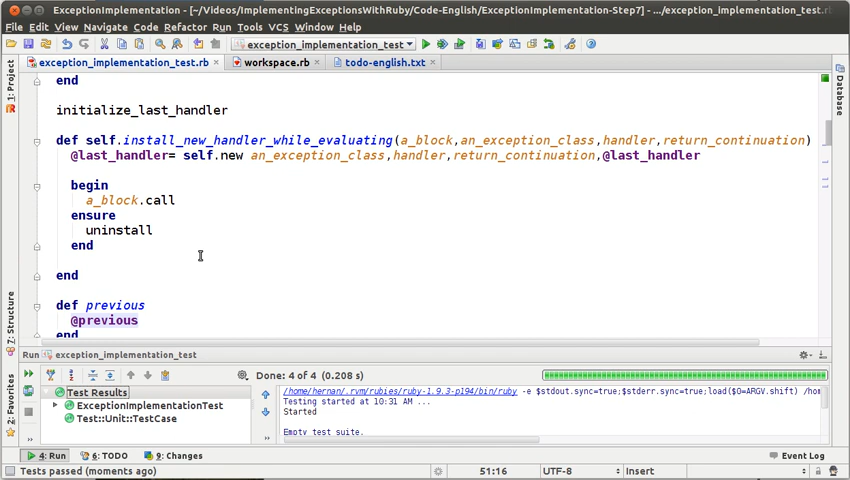 ExceptionImplementation - [~/Videos/ImplementingExceptionsWithRuby/Code-English/ExceptionImplementation-Step7] - .../exception_implementation_test.rb
File Edit View Navigate Code Refactor Run Tools VCS Window Help
exception_implementation_test
exception_implementation_test.rb workspace.rb todo-english.txt
1: Project
7: Structure
2: Favorites
Database
end
initialize_last_handler
def self.install_new_handler_while_evaluating(a_block,an_exception_class,handler,return_continuation)
@last_handler= self.new an_exception_class,handler,return_continuation,@last_handler
begin
a_block.call
ensure
uninstall
end
end
def previous
@previous
end
Run exception_implementation_test
Done: 4 of 4 (0.208 s)
Test Results
ExceptionImplementationTest
Test::Unit::TestCase
/home/hernan/.rvm/rubies/ruby-1.9.3-p194/bin/ruby -e $stdout.sync=true;$stderr.sync=true;load($0=ARGV.shift) /hom
Testing started at 10:31 AM ...
Started
Empty test suite.
4: Run 6: TODO 9: Changes Event Log
Tests passed (moments ago) 51:16 UTF-8 Insert